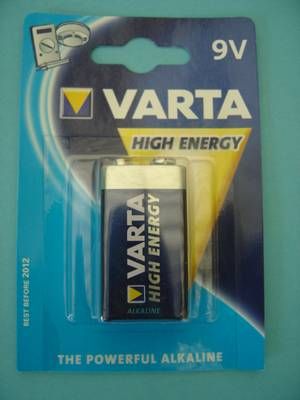 9V
VARTA
HIGH ENERGY
VARTA
HIGH ENERGY
ALKALINE
BEST BEFORE 2012
THE POWERFUL ALKALINE